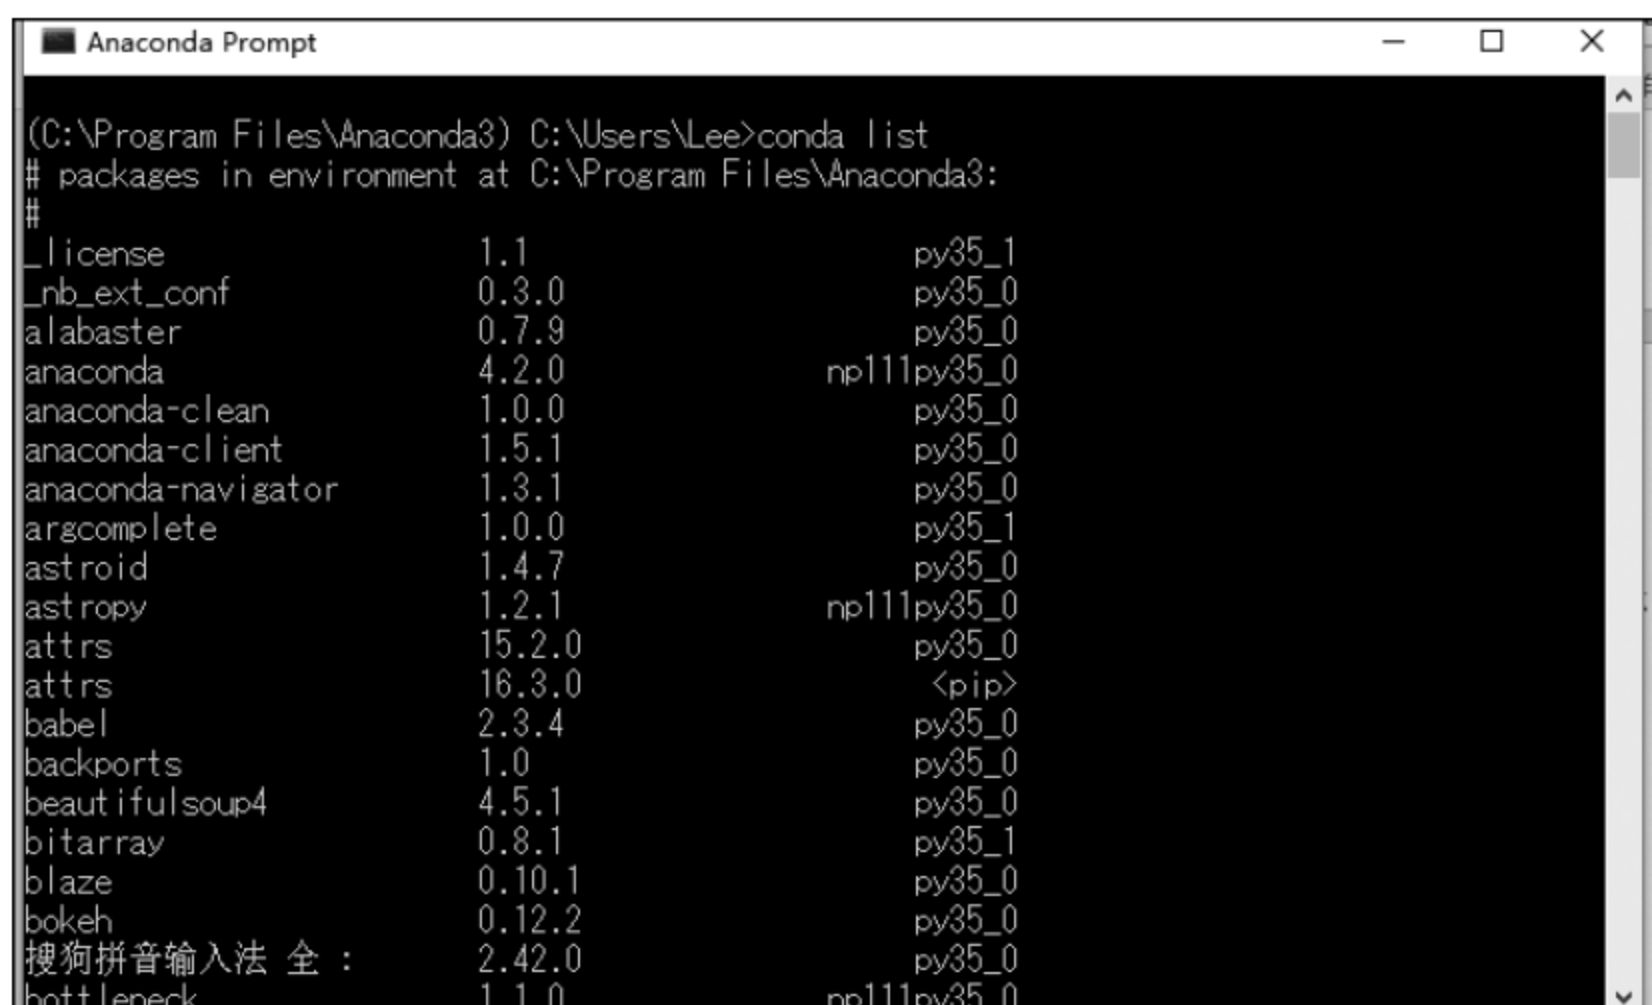 Anaconda Prompt
(C:\Program Files\Anaconda3) C:\Users\Lee>conda list
# packages in environment at C:\Program Files\Anaconda3:
#
_license 1.1 py35_1
_nb_ext_conf 0.3.0 py35_0
alabaster 0.7.9 py35_0
anaconda 4.2.0 np111py35_0
anaconda-clean 1.0.0 py35_0
anaconda-client 1.5.1 py35_0
anaconda-navigator 1.3.1 py35_0
argcomplete 1.0.0 py35_1
astroid 1.4.7 py35_0
astropy 1.2.1 np111py35_0
attrs 15.2.0 py35_0
attrs 16.3.0 <pip>
babel 2.3.4 py35_0
backports 1.0 py35_0
beautifulsoup4 4.5.1 py35_0
bitarray 0.8.1 py35_1
blaze 0.10.1 py35_0
bokeh 0.12.2 py35_0
搜狗拼音输入法 全 : 2.42.0 py35_0
bottleneck 1.1.0 np111py35_0